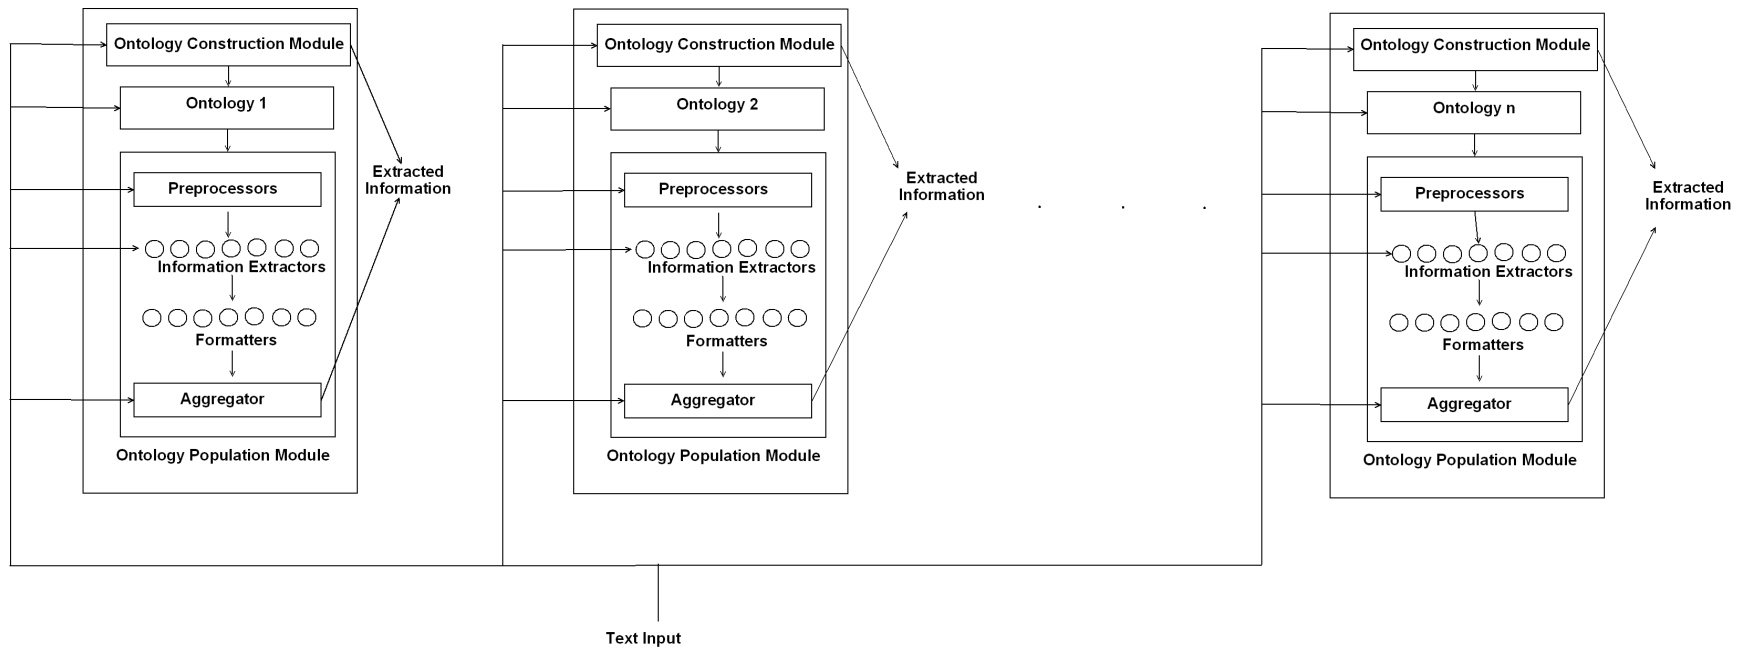 Ontology Construction Module
Ontology 1
Preprocessors
Information Extractors
Formatters
Aggregator
Ontology Population Module
Extracted
Information
Ontology Construction Module
Ontology 2
Preprocessors
Information Extractors
Formatters
Aggregator
Ontology Population Module
Extracted
Information
. . .
Ontology Construction Module
Ontology n
Preprocessors
Information Extractors
Formatters
Aggregator
Ontology Population Module
Extracted
Information
Text Input